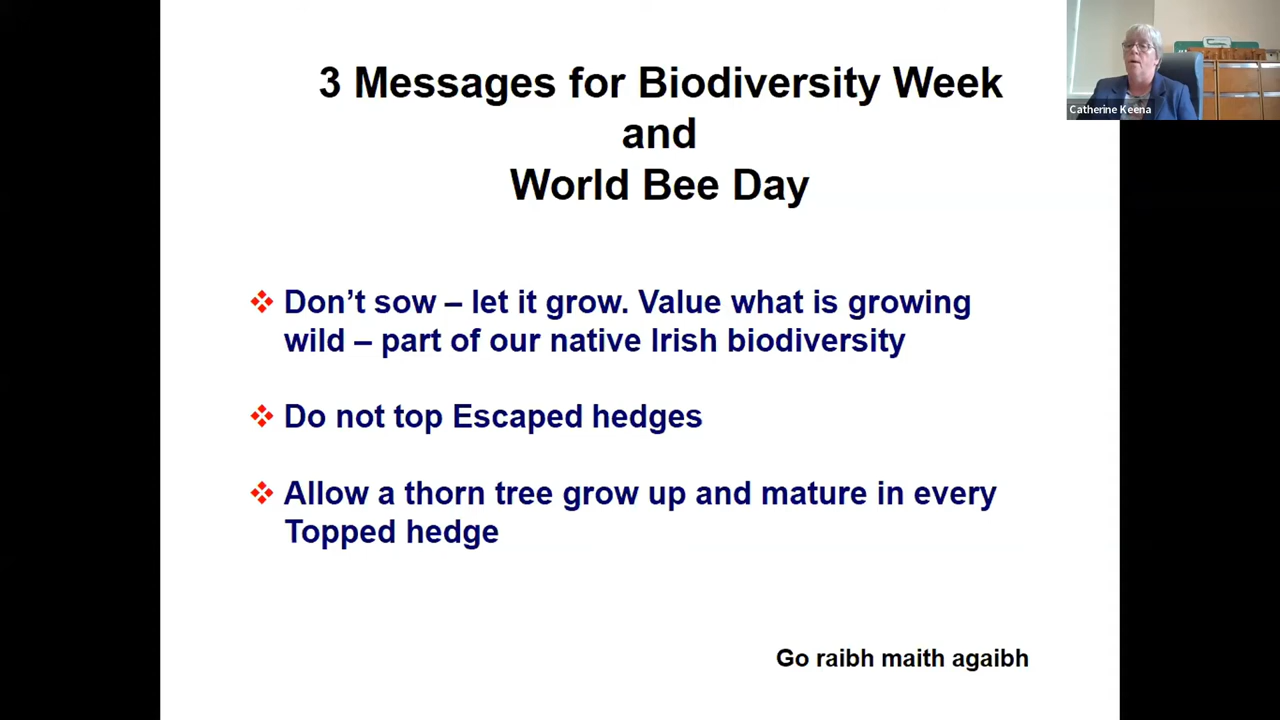 3 Messages for Biodiversity Week
and
World Bee Day
Catherine Keena
Don’t sow – let it grow. Value what is growing
wild – part of our native Irish biodiversity
Do not top Escaped hedges
Allow a thorn tree grow up and mature in every
Topped hedge
Go raibh maith agaibh